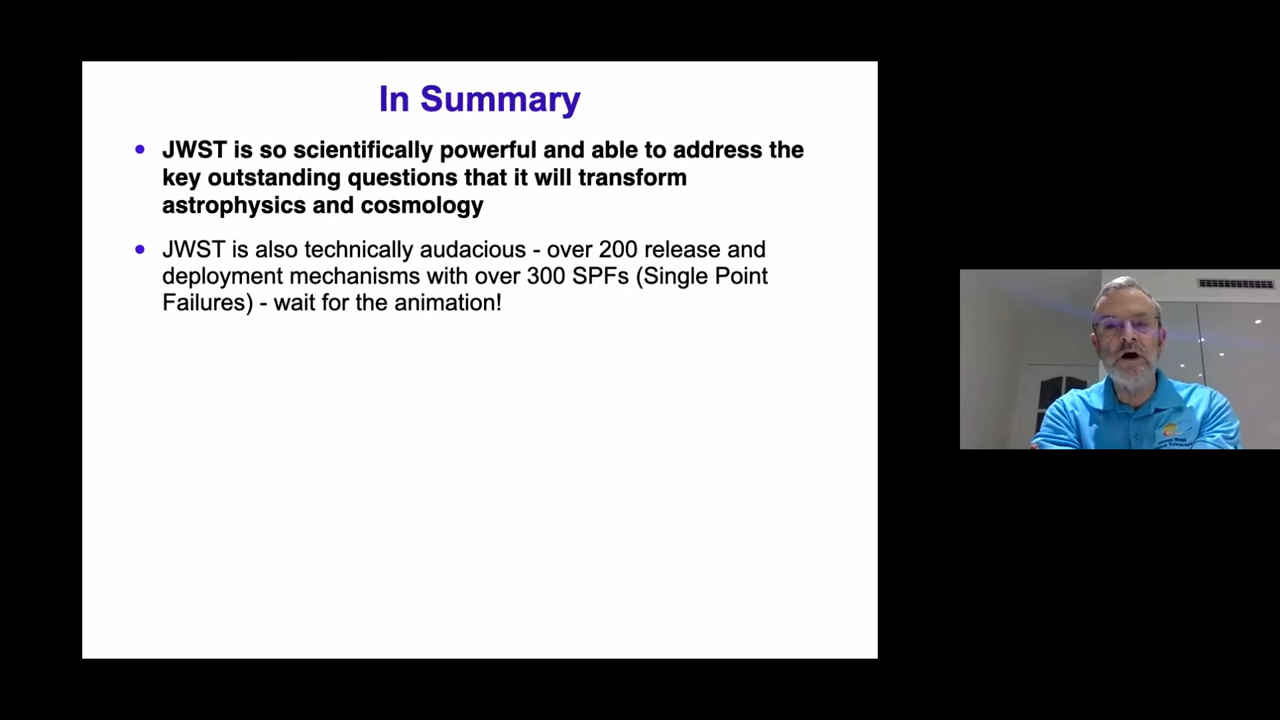 In Summary
• JWST is so scientifically powerful and able to address the
key outstanding questions that it will transform
astrophysics and cosmology
• JWST is also technically audacious - over 200 release and
deployment mechanisms with over 300 SPFs (Single Point
Failures) - wait for the animation!